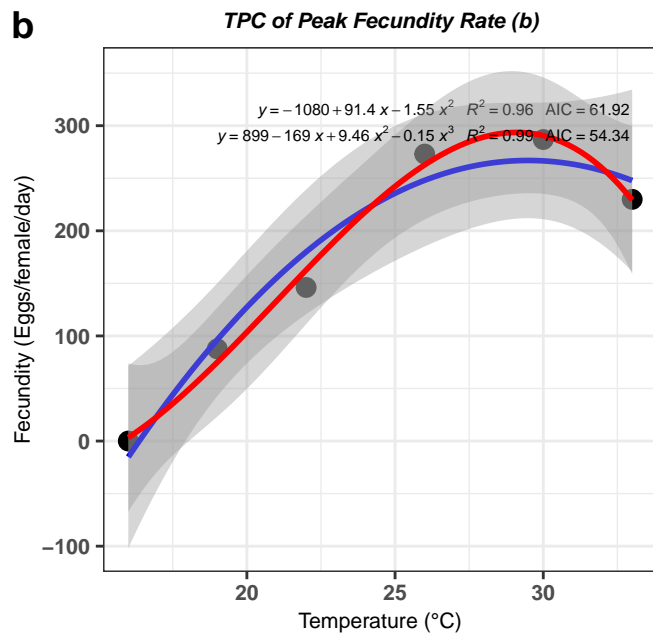 b
TPC of Peak Fecundity Rate (b)
y = −1080 + 91.4 x − 1.55 x² R² = 0.96 AIC = 61.92
y = 899 − 169 x + 9.46 x² − 0.15 x³ R² = 0.99 AIC = 54.34
300
200
100
0
−100
Fecundity (Eggs/female/day)
20 25 30
Temperature (°C)